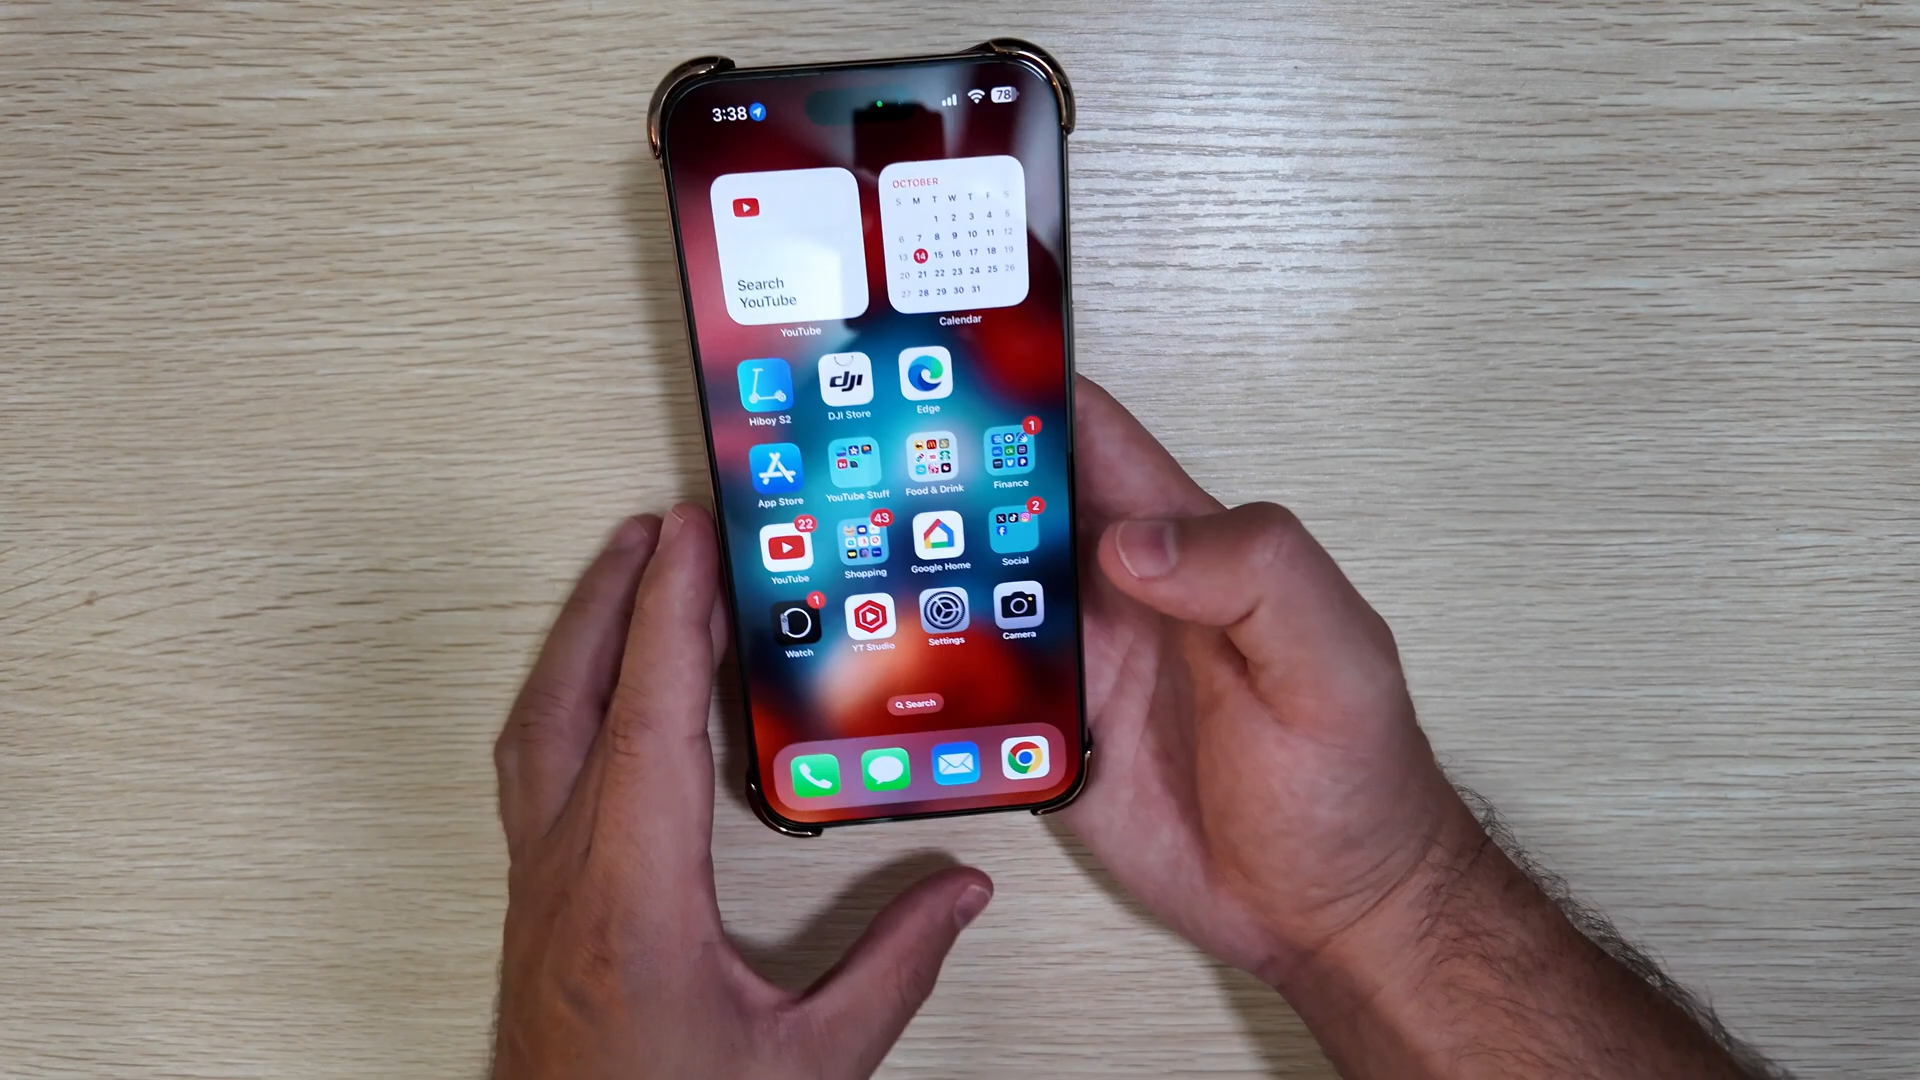 3:38
78
Search
YouTube
YouTube
OCTOBER
S M T W T F S
1 2 3 4 5
6 7 8 9 10 11 12
13 14 15 16 17 18 19
20 21 22 23 24 25 26
27 28 29 30 31
Calendar
dji
Hiboy S2
DJI Store
Edge
1
App Store
YouTube Stuff
Food & Drink
Finance
22
43
2
YouTube
Shopping
Google Home
Social
1
Watch
YT Studio
Settings
Camera
Search